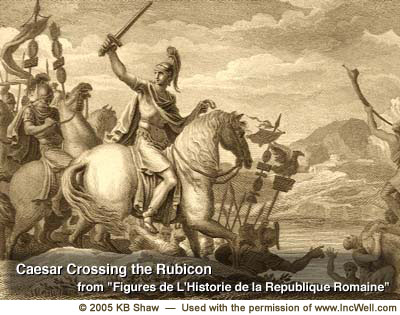 Caesar Crossing the Rubicon
from "Figures de L'Historie de la Republique Romaine"
© 2005 KB Shaw — Used with the permission of www.IncWell.com